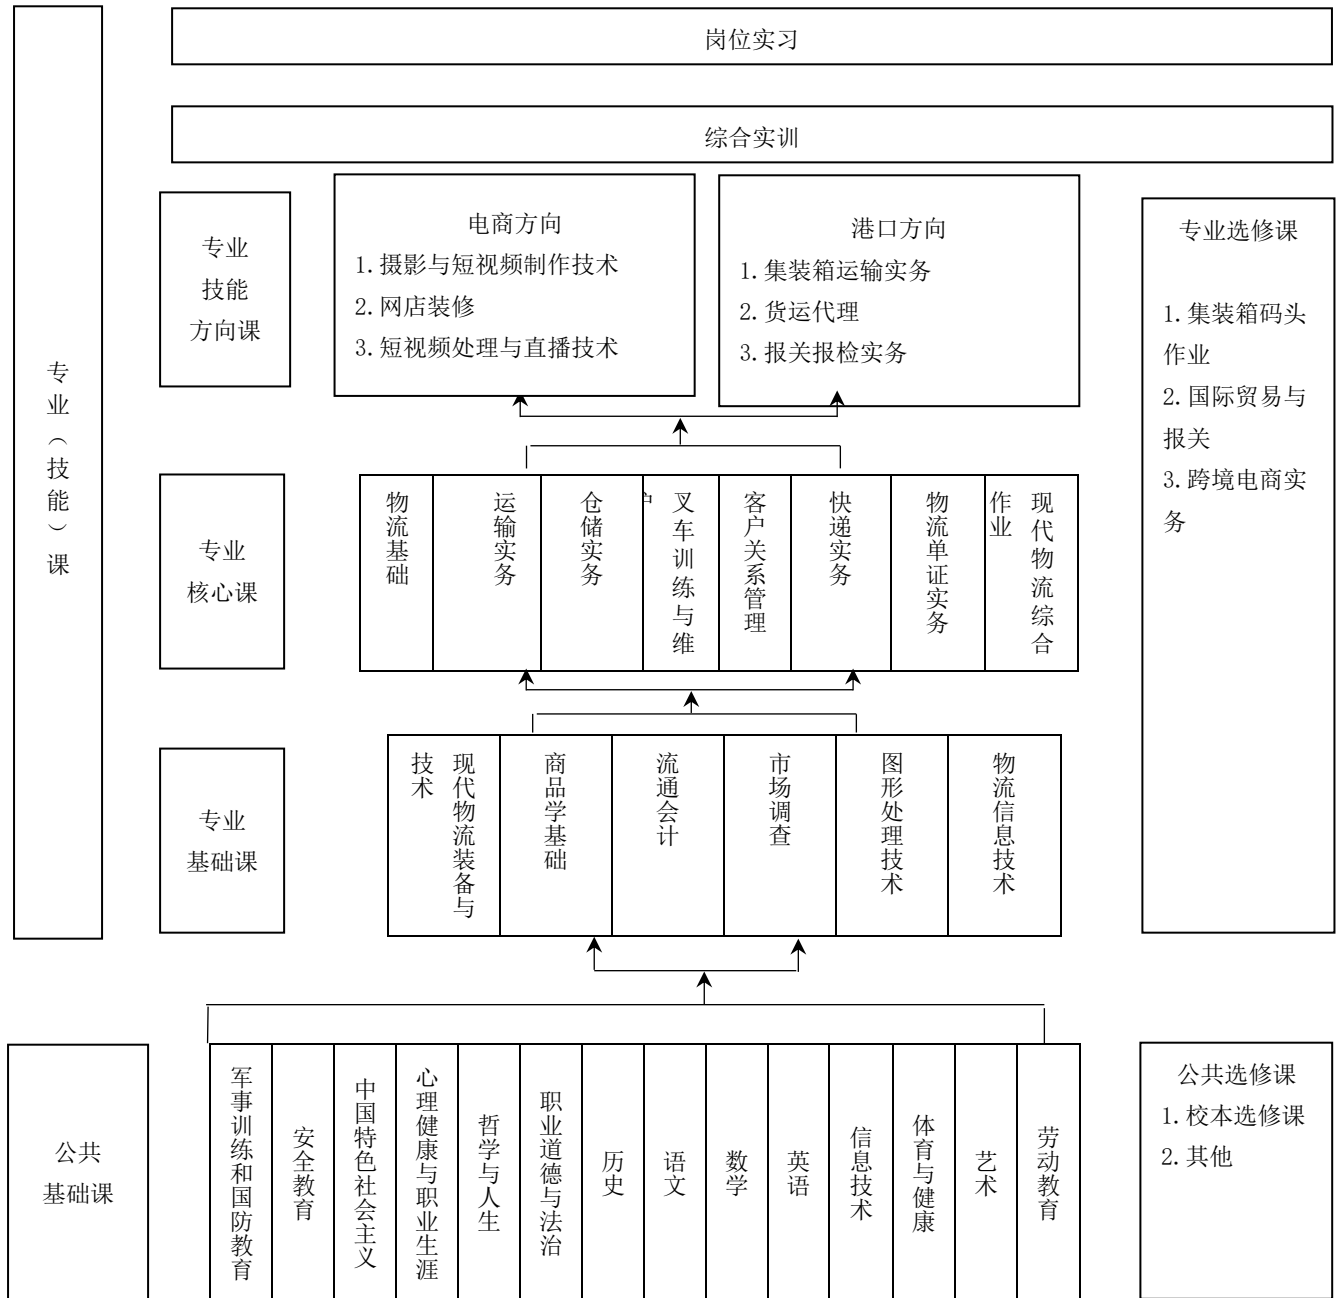 岗位实习
综合实训
专业（技能）课
专业
技能
方向课
电商方向
1.摄影与短视频制作技术
2.网店装修
3.短视频处理与直播技术
港口方向
1.集装箱运输实务
2.货运代理
3.报关报检实务
专业选修课
1.集装箱码头
作业
2.国际贸易与
报关
3.跨境电商实
务
专业
核心课
物流基础
运输实务
仓储实务
叉车训练与维
客户关系管理
快递实务
物流单证实务
现代物流综合
作业
专业
基础课
现代物流装备与
技术
商品学基础
流通会计
市场调查
图形处理技术
物流信息技术
公共
基础课
军事训练和国防教育
安全教育
中国特色社会主义
心理健康与职业生涯
哲学与人生
职业道德与法治
历史
语文
数学
英语
信息技术
体育与健康
艺术
劳动教育
公共选修课
1.校本选修课
2.其他